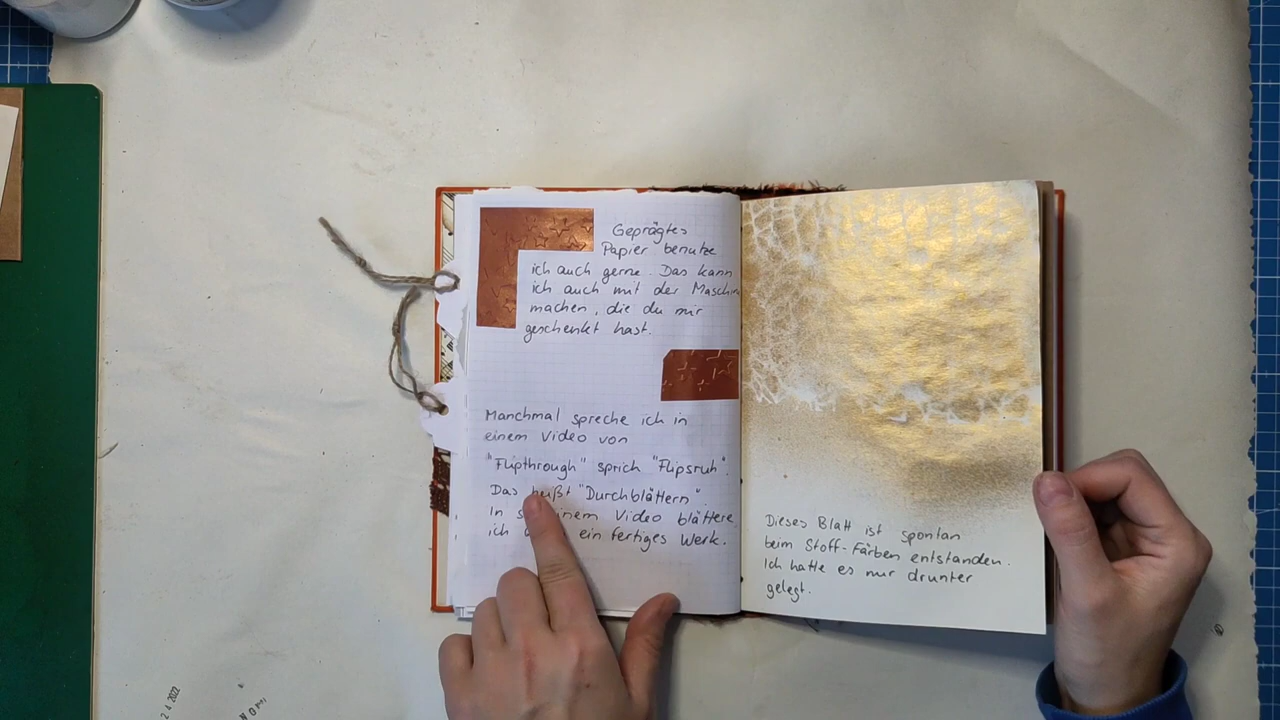 Geprägtes
Papier benutze
ich auch gerne. Das kann
ich auch mit der Maschine
machen, die du mir
geschenkt hast.
Manchmal spreche ich in
einem Video von
"Flipthrough" sprich "Flipsruh".
Das heißt "Durchblättern".
In einem Video blättere
ich ein fertiges Werk.
Dieses Blatt ist spontan
beim Stoff-Färben entstanden.
Ich hatte es nur drunter
gelegt.
2022